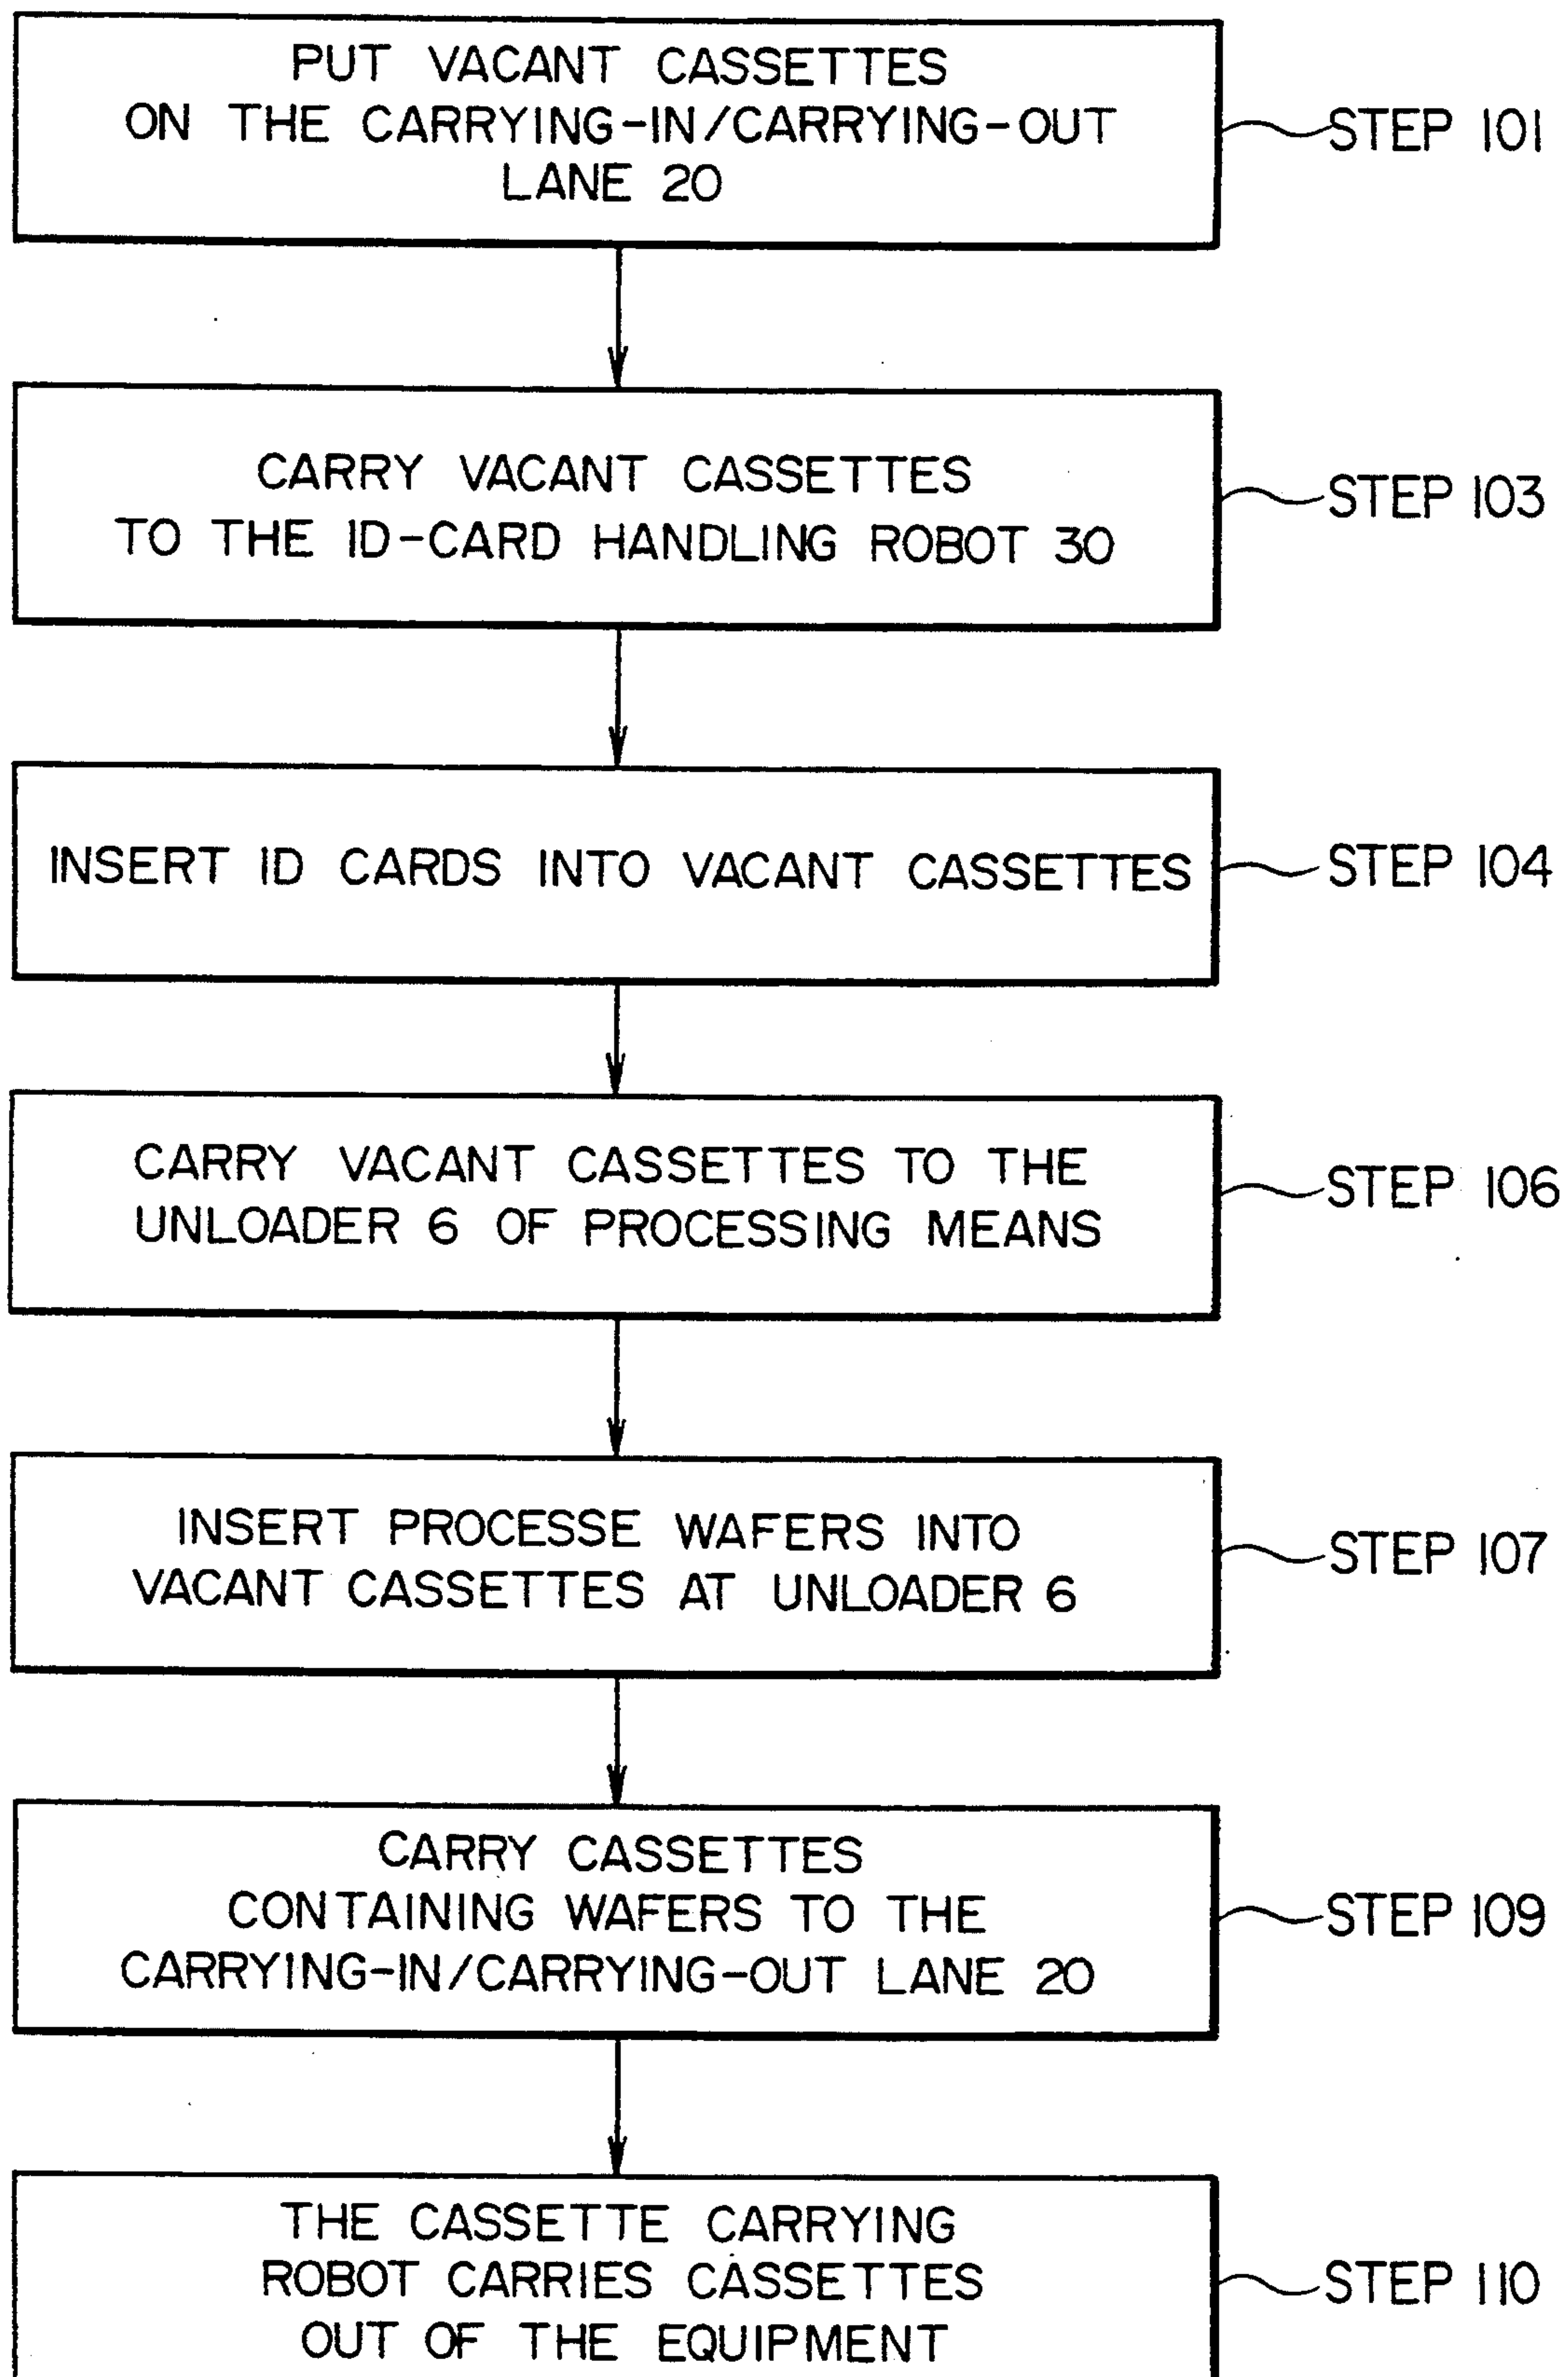 PUT VACANT CASSETTES
ON THE CARRYING-IN/CARRYING-OUT
LANE 20
STEP 101
CARRY VACANT CASSETTES
TO THE ID-CARD HANDLING ROBOT 30
STEP 103
INSERT ID CARDS INTO VACANT CASSETTES
STEP 104
CARRY VACANT CASSETTES TO THE
UNLOADER 6 OF PROCESSING MEANS
STEP 106
INSERT PROCESSE WAFERS INTO
VACANT CASSETTES AT UNLOADER 6
STEP 107
CARRY CASSETTES
CONTAINING WAFERS TO THE
CARRYING-IN/CARRYING-OUT LANE 20
STEP 109
THE CASSETTE CARRYING
ROBOT CARRIES CASSETTES
OUT OF THE EQUIPMENT
STEP 110